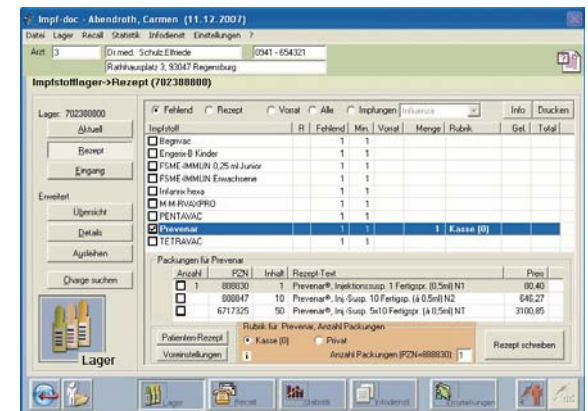 Impf-doc - Abendroth, Carmen (11.12.2007)
Datei Lager Recall Statistik Infodienst Einstellungen ?
Arzt 3 Dr.med. Schulz,Elfriede 0941 - 654321
Rathhausplatz 3, 93047 Regensburg
Impfstofflager->Rezept (702388800)
Lager: 702388800
Fehlend Rezept Vorrat Alle Impfungen Influenza Info Drucken
Aktuell
Rezept
Eingang
Erweitert
Übersicht
Details
Ausleihen
Charge suchen
Lager
Impfstoff R Fehlend Min. Vorrat Menge Rubrik Gel. Total
Begrivac 1 1
Engerix-B Kinder 1 1
FSME-IMMUN 0,25 ml Junior 1 1
FSME-IMMUN Erwachsene 1 1
Infanrix hexa 1 1
M-M-RVAXPRO 1 1
PENTAVAC 1 1
Prevenar 1 1 1 Kasse (0)
TETRAVAC 1 1
Packungen für Prevenar
Anzahl PZN Inhalt Rezept-Text Preis
1 888030 1 Prevenar®, Injektionssusp. 1 Fertigspr. (0,5ml) N1 80,40
888047 10 Prevenar®, Inj.-Susp. 10 Fertigsp. (à 0,5ml) N2 646,27
6717325 50 Prevenar®, Inj.-Susp. 5x10 Fertigspr. (à 0,5ml) NT 3100,85
Rubrik für Prevenar, Anzahl Packungen
Patienten-Rezept Kasse (0) Privat
Voreinstellungen i Anzahl Packungen (PZN=888030): 1
Rezept schreiben
Lager Recall Statistik Infodienst Einstellungen